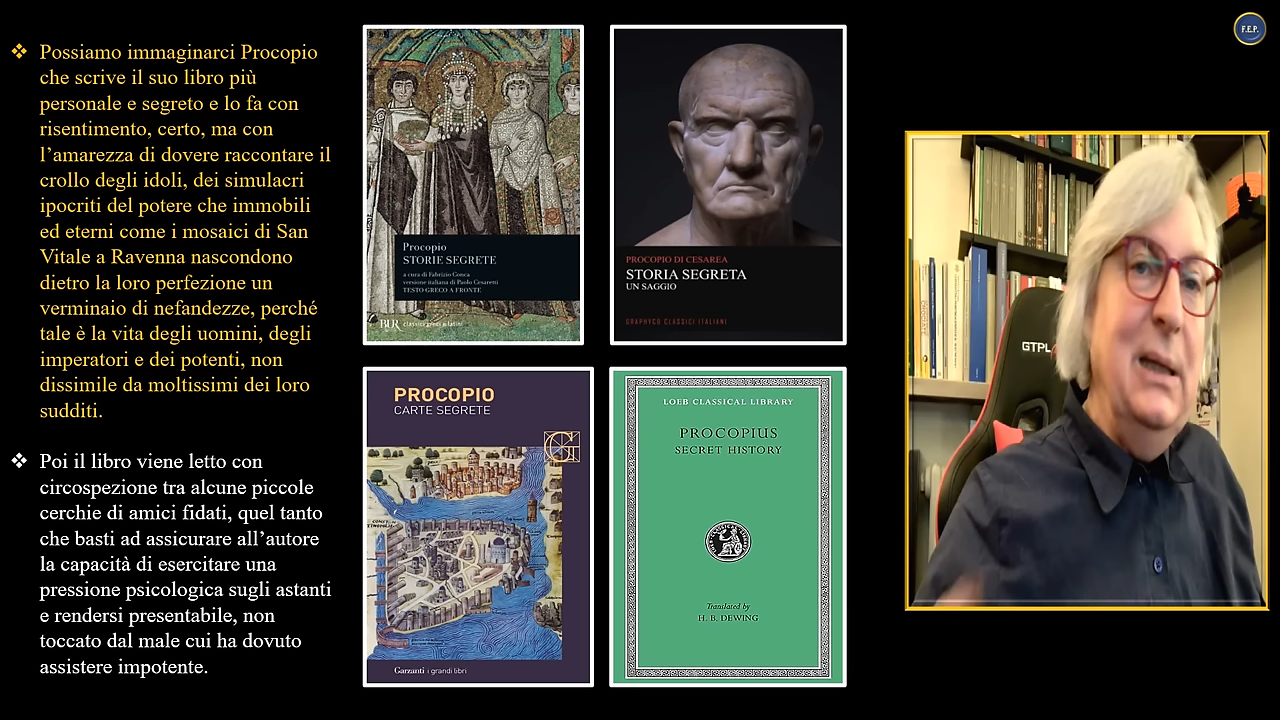 ❖ Possiamo immaginarci Procopio
che scrive il suo libro più
personale e segreto e lo fa con
risentimento, certo, ma con
l’amarezza di dovere raccontare il
crollo degli idoli, dei simulacri
ipocriti del potere che immobili
ed eterni come i mosaici di San
Vitale a Ravenna nascondono
dietro la loro perfezione un
verminaio di nefandezze, perché
tale è la vita degli uomini, degli
imperatori e dei potenti, non
dissimile da moltissimi dei loro
sudditi.
❖ Poi il libro viene letto con
circospezione tra alcune piccole
cerchie di amici fidati, quel tanto
che basti ad assicurare all’autore
la capacità di esercitare una
pressione psicologica sugli astanti
e rendersi presentabile, non
toccato dal male cui ha dovuto
assistere impotente.
Procopio
STORIE SEGRETE
a cura di Fabrizio Conca
versione italiana di Paolo Cesaretti
TESTO GRECO A FRONTE
BUR classici greci e latini
PROCOPIO DI CESAREA
STORIA SEGRETA
UN SAGGIO
GRAPHYCO CLASSICI ITALIANI
PROCOPIO
CARTE SEGRETE
Garzanti i grandi libri
LOEB CLASSICAL LIBRARY
PROCOPIUS
SECRET HISTORY
Translated by
H. B. DEWING
F.E.P.
GTPL